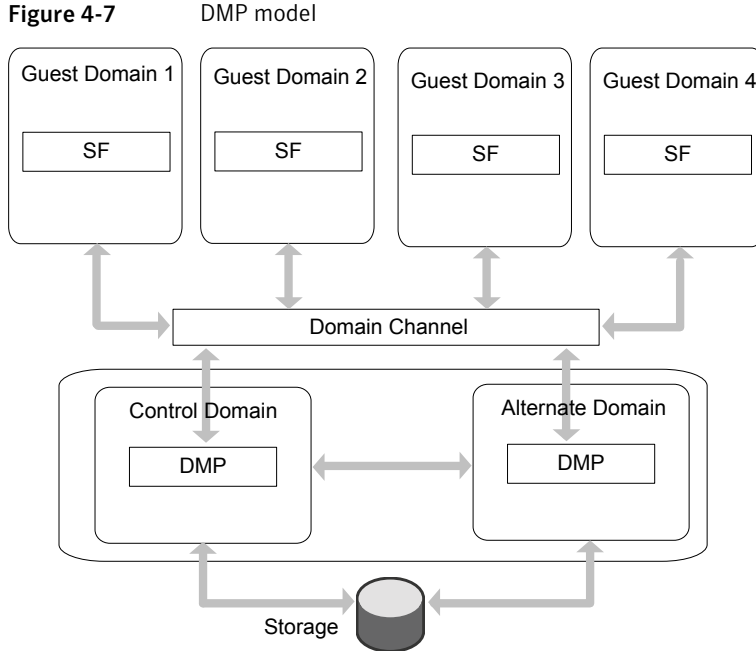 Figure 4-7 DMP model
Guest Domain 1
Guest Domain 2
Guest Domain 3
Guest Domain 4
SF
SF
SF
SF
Domain Channel
Control Domain
Alternate Domain
DMP
DMP
Storage